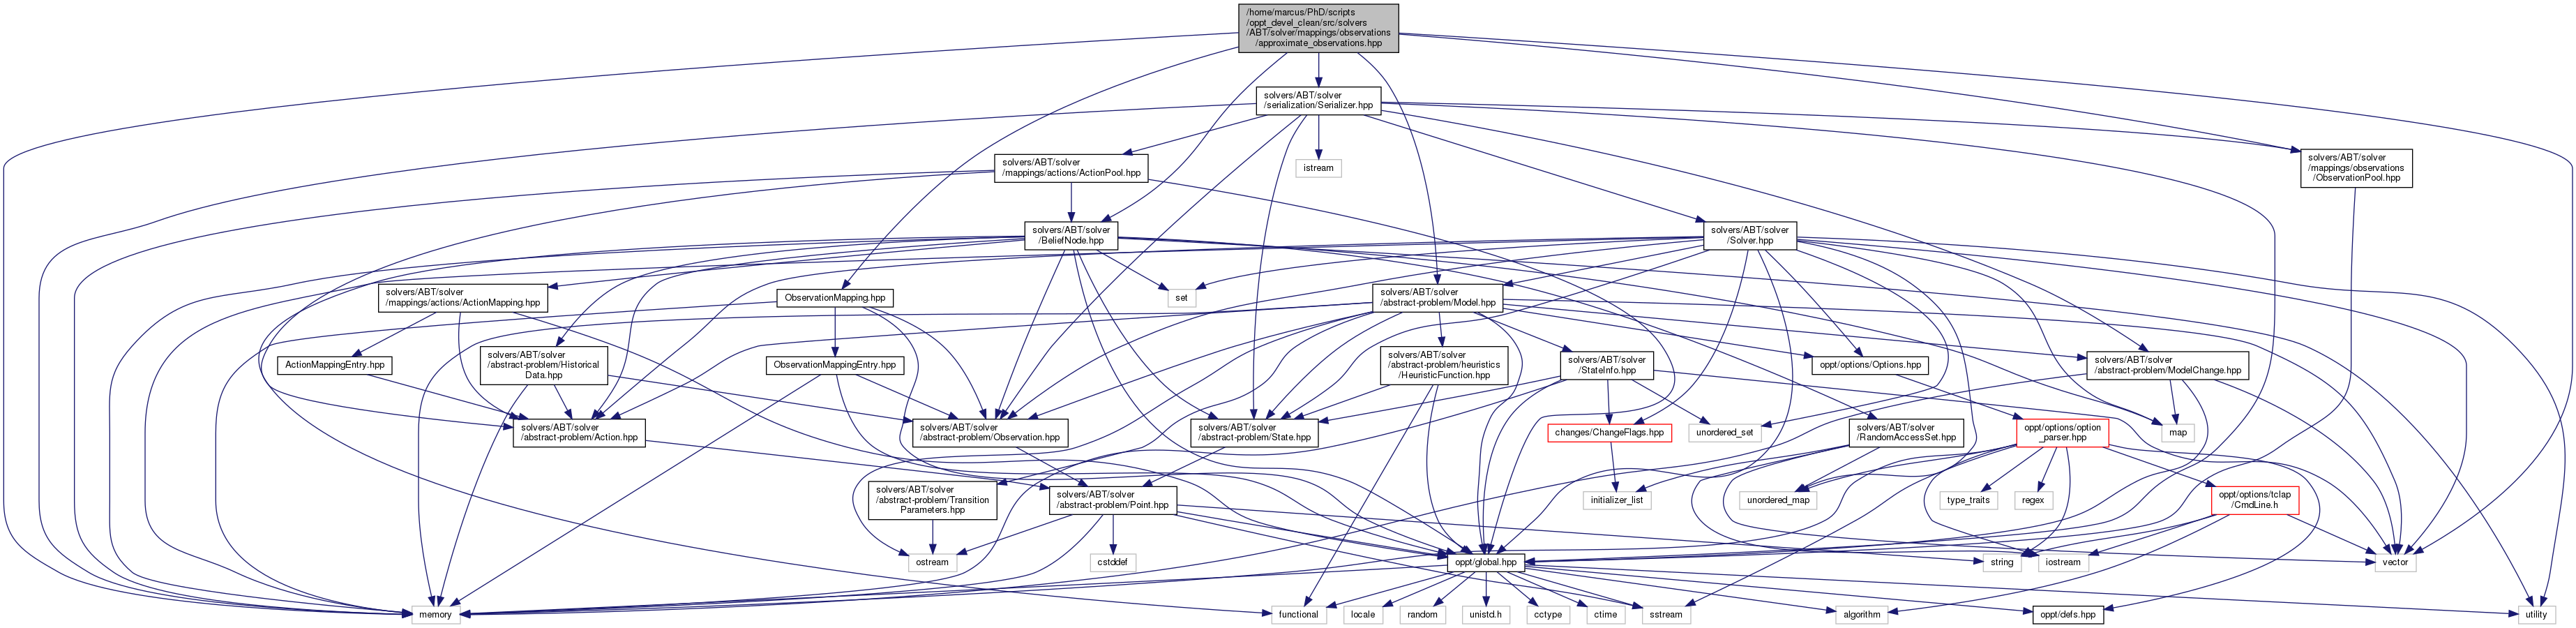 /home/marcus/PhD/scripts
/oppt_devel_clean/src/solvers
/ABT/solver/mappings/observations
/approximate_observations.hpp
solvers/ABT/solver
/serialization/Serializer.hpp
solvers/ABT/solver
/mappings/actions/ActionPool.hpp
istream
solvers/ABT/solver
/mappings/observations
/ObservationPool.hpp
solvers/ABT/solver
/BeliefNode.hpp
solvers/ABT/solver
/Solver.hpp
solvers/ABT/solver
/mappings/actions/ActionMapping.hpp
ObservationMapping.hpp
set
solvers/ABT/solver
/abstract-problem/Model.hpp
ActionMappingEntry.hpp
solvers/ABT/solver
/abstract-problem/Historical
Data.hpp
ObservationMappingEntry.hpp
solvers/ABT/solver
/abstract-problem/heuristics
/HeuristicFunction.hpp
solvers/ABT/solver
/StateInfo.hpp
oppt/options/Options.hpp
solvers/ABT/solver
/abstract-problem/ModelChange.hpp
solvers/ABT/solver
/abstract-problem/Action.hpp
solvers/ABT/solver
/abstract-problem/Observation.hpp
solvers/ABT/solver
/abstract-problem/State.hpp
changes/ChangeFlags.hpp
unordered_set
solvers/ABT/solver
/RandomAccessSet.hpp
oppt/options/option
_parser.hpp
map
solvers/ABT/solver
/abstract-problem/Transition
Parameters.hpp
solvers/ABT/solver
/abstract-problem/Point.hpp
initializer_list
unordered_map
type_traits
regex
oppt/options/tclap
/CmdLine.h
ostream
cstddef
oppt/global.hpp
string
iostream
vector
memory
functional
locale
random
unistd.h
cctype
ctime
sstream
algorithm
oppt/defs.hpp
utility